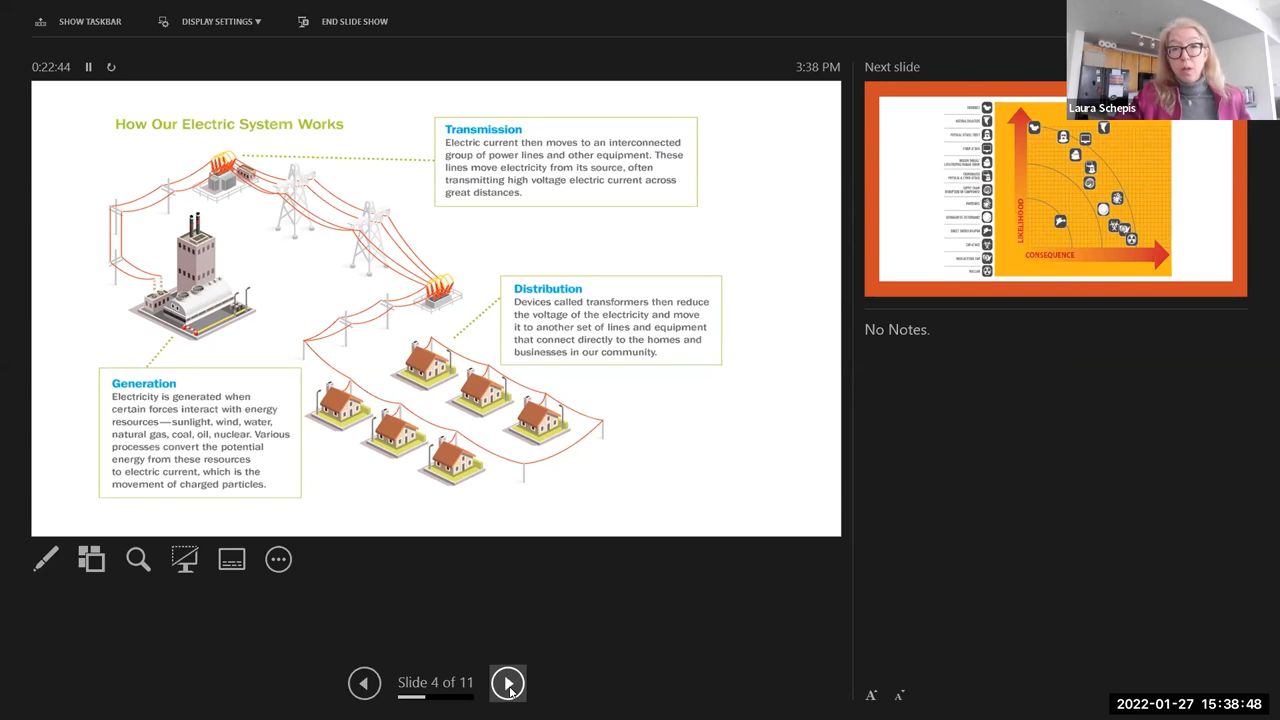 SHOW TASKBAR
DISPLAY SETTINGS ▾
END SLIDE SHOW
0:22:44
3:38 PM
Next slide
Laura Schepis
How Our Electric System Works
Transmission
Electric current then moves to an interconnected
group of power lines and other equipment. These
lines move electricity from its source, often
transmitting high voltage electric current across
great distances.
Distribution
Devices called transformers then reduce
the voltage of the electricity and move
it to another set of lines and equipment
that connect directly to the homes and
businesses in our community.
Generation
Electricity is generated when
certain forces interact with energy
resources—sunlight, wind, water,
natural gas, coal, oil, nuclear. Various
processes convert the potential
energy from these resources
to electric current, which is the
movement of charged particles.
LIKELIHOOD
CONSEQUENCE
No Notes.
Slide 4 of 11
A A
2022-01-27 15:38:48